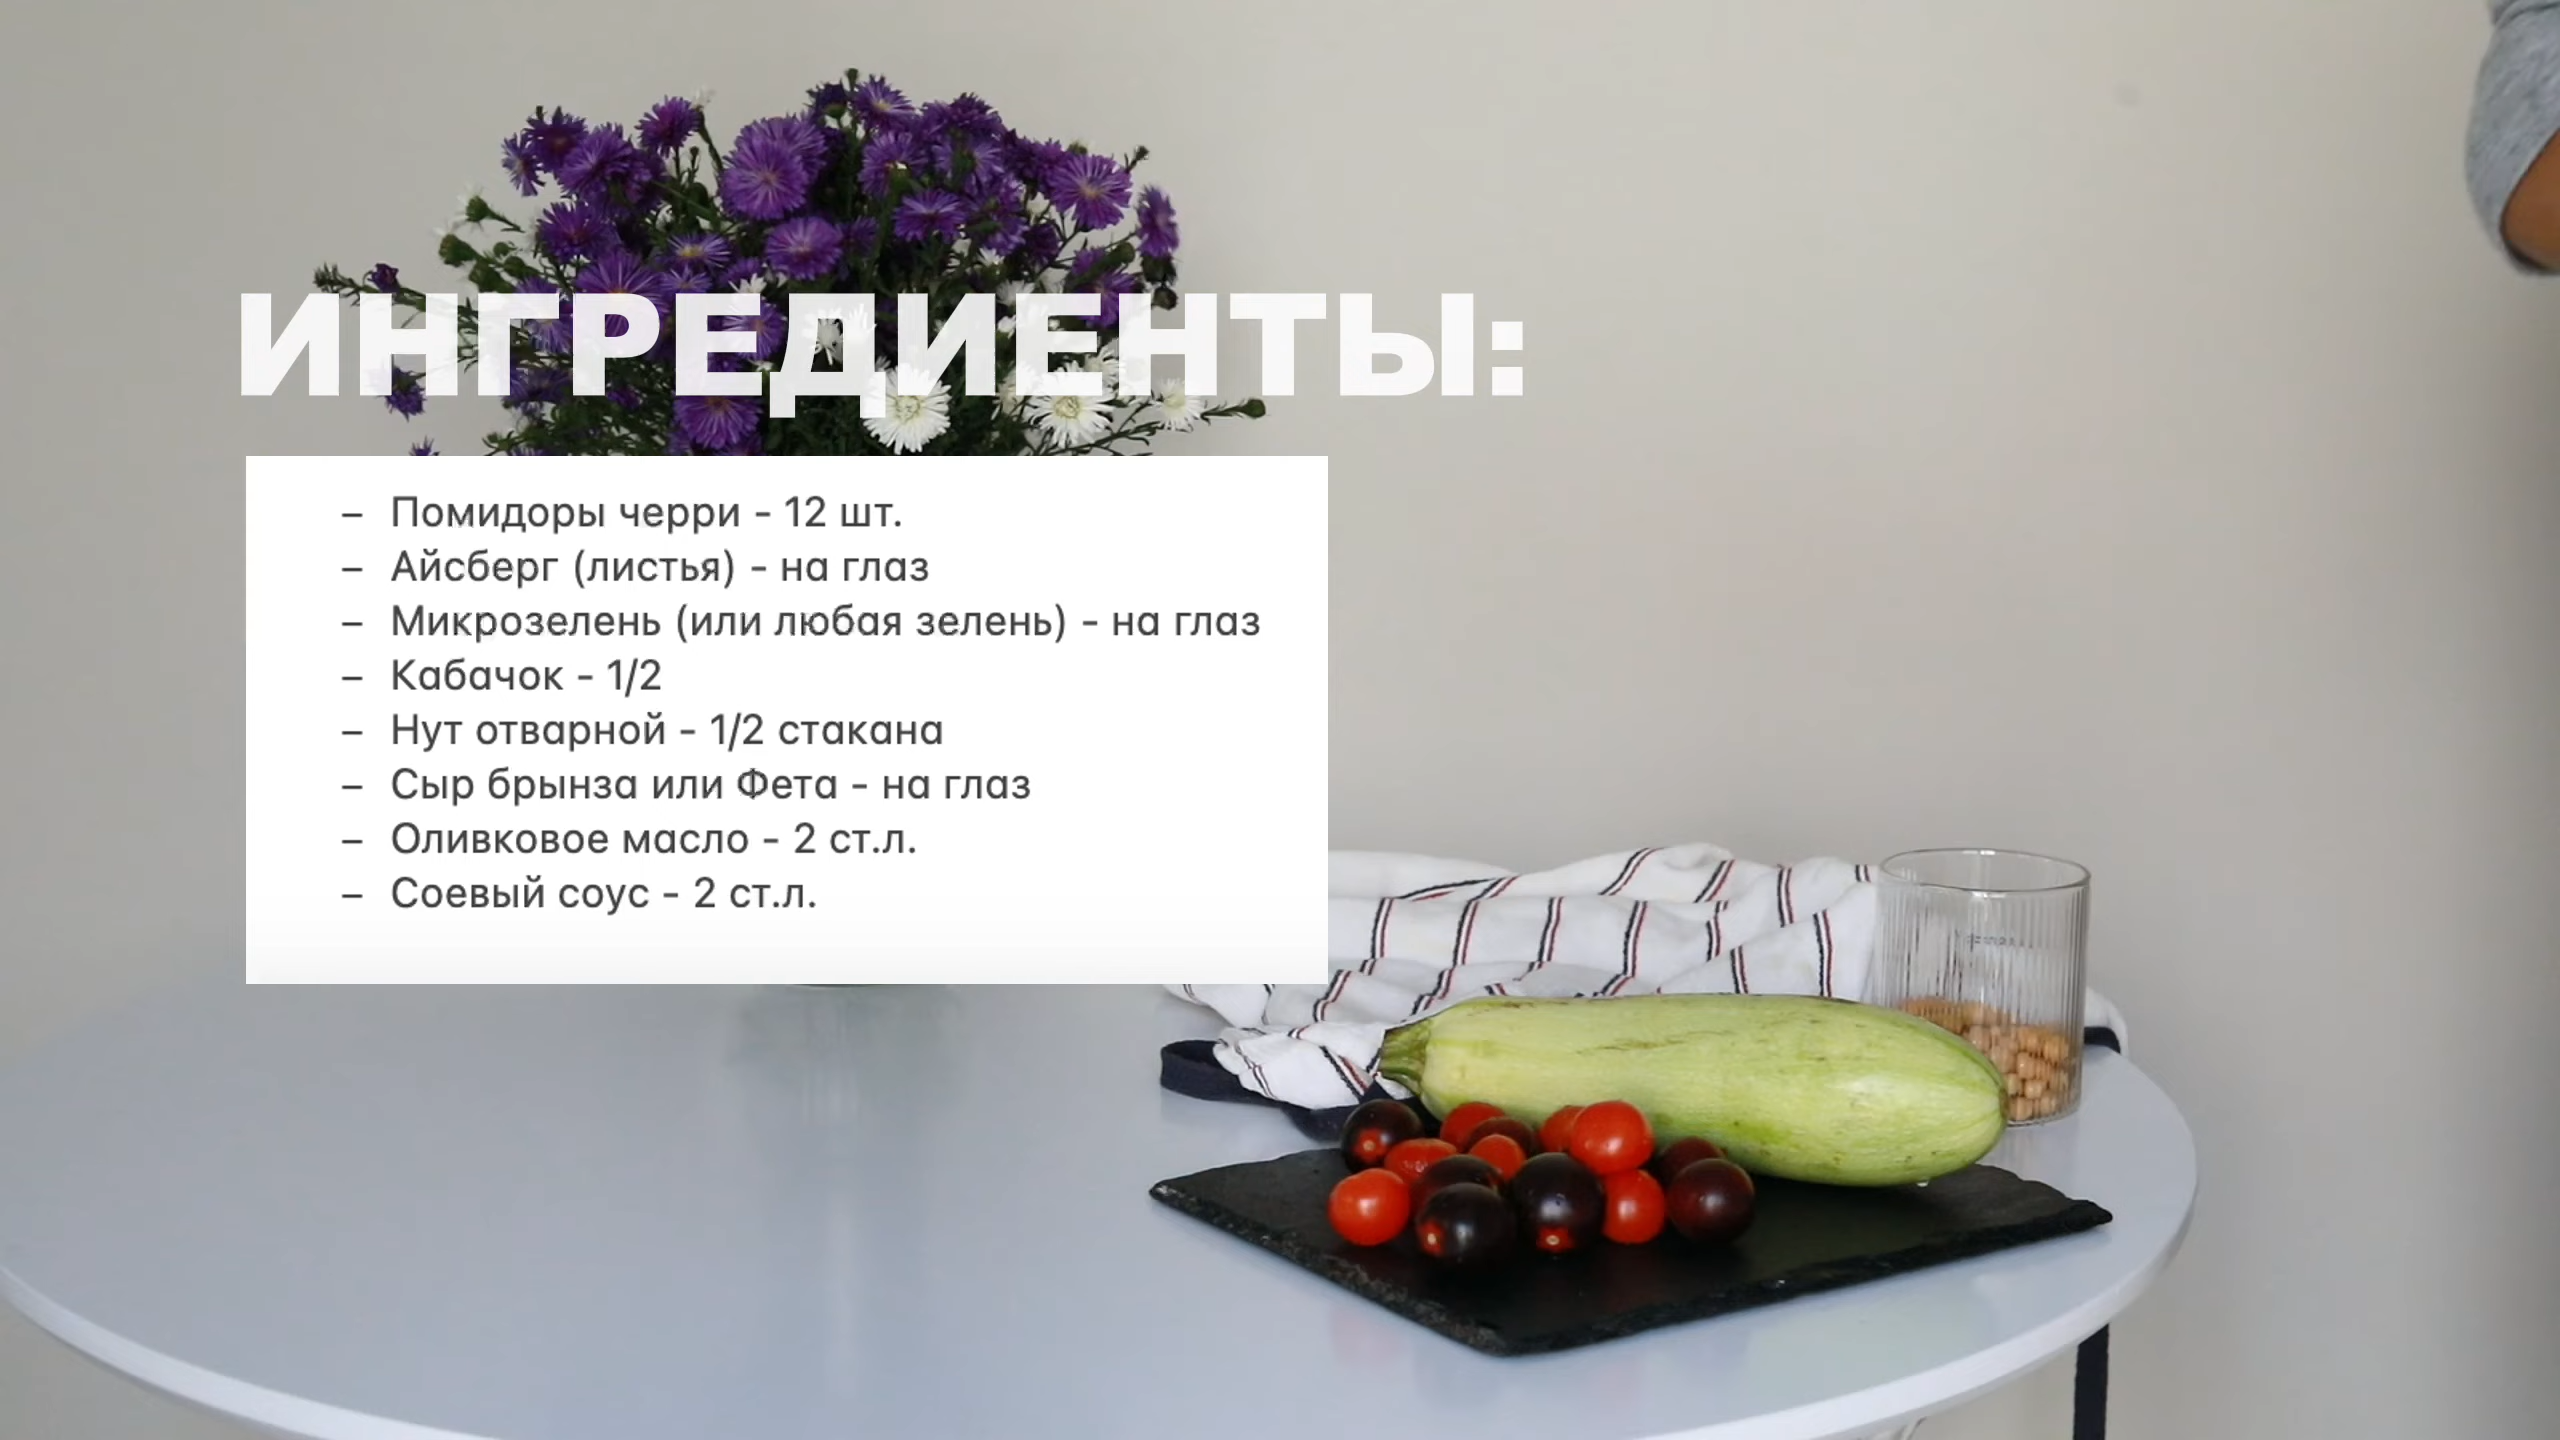 ИНГРЕДИЕНТЫ:
– Помидоры черри - 12 шт.
– Айсберг (листья) - на глаз
– Микрозелень (или любая зелень) - на глаз
– Кабачок - 1/2
– Нут отварной - 1/2 стакана
– Сыр брынза или Фета - на глаз
– Оливковое масло - 2 ст.л.
– Соевый соус - 2 ст.л.